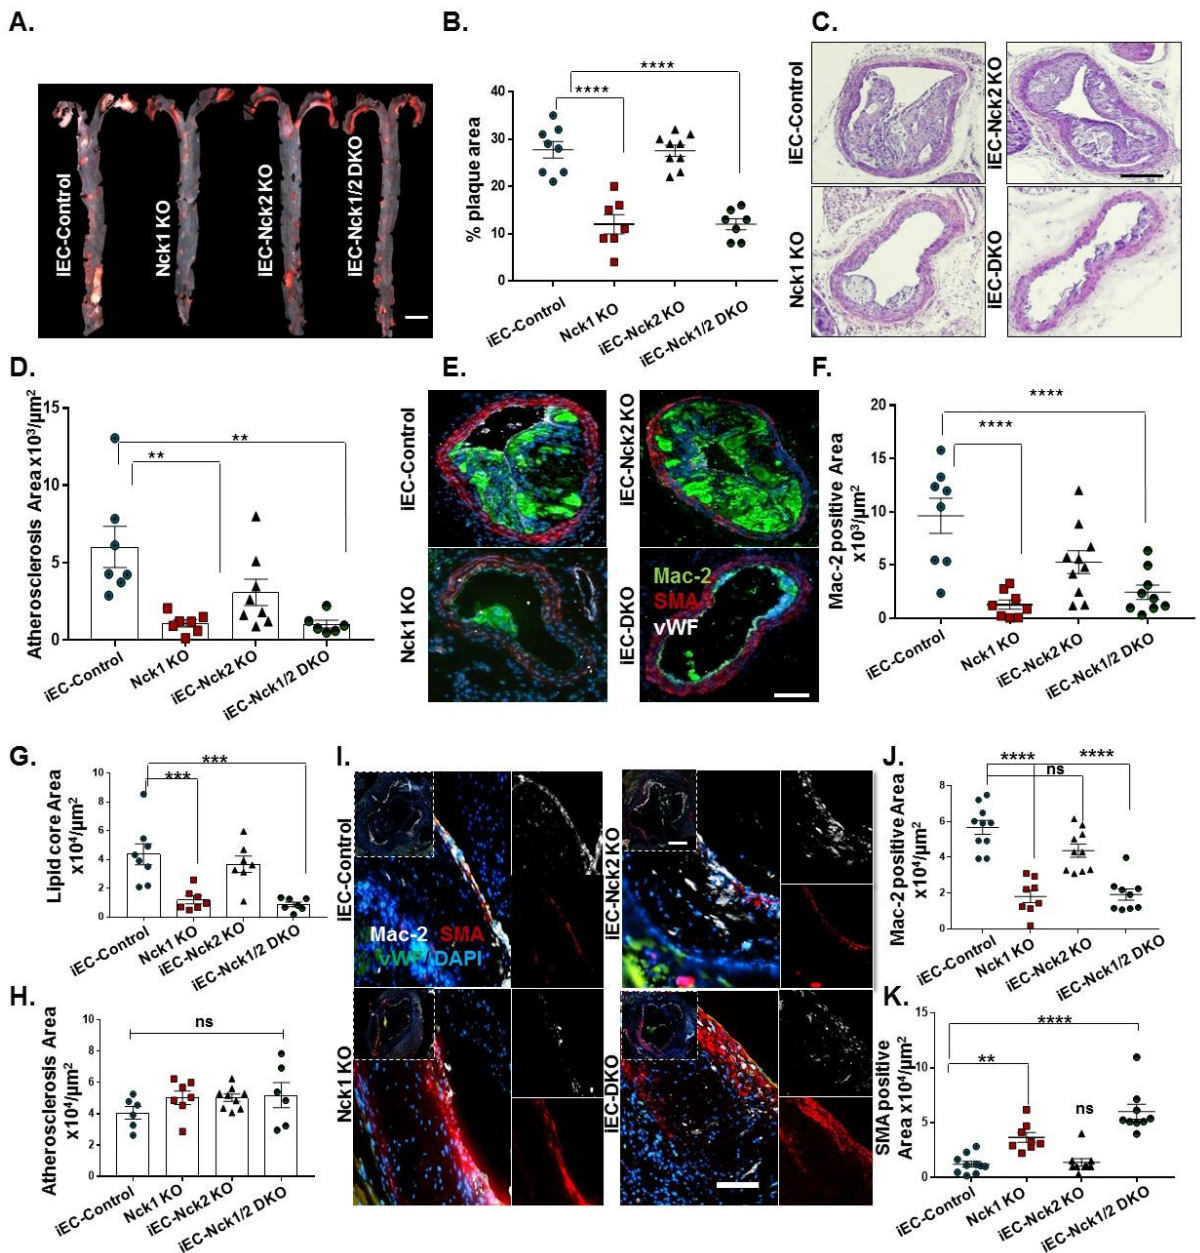 A.
iEC-Control
Nck1 KO
iEC-Nck2 KO
iEC-Nck1/2 DKO
B.
% plaque area
40
30
20
10
0
****
****
iEC-Control
Nck1 KO
iEC-Nck2 KO
iEC-Nck1/2 DKO
C.
iEC-Control
iEC-Nck2 KO
Nck1 KO
iEC-DKO
D.
Atherosclerosis Area x10³/µm²
15
10
5
0
**
**
iEC-Control
Nck1 KO
iEC-Nck2 KO
iEC-Nck1/2 DKO
E.
iEC-Control
iEC-Nck2 KO
Nck1 KO
iEC-DKO
Mac-2
SMA
vWF
F.
Mac-2 positive Area
x10³/µm²
20
15
10
5
0
****
****
iEC-Control
Nck1 KO
iEC-Nck2 KO
iEC-Nck1/2 DKO
G.
Lipid core Area
x10⁴/µm²
10
8
6
4
2
0
***
***
iEC-Control
Nck1 KO
iEC-Nck2 KO
iEC-Nck1/2 DKO
H.
Atherosclerosis Area
x10⁴/µm²
10
8
6
4
2
0
ns
iEC-Control
Nck1 KO
iEC-Nck2 KO
iEC-Nck1/2 DKO
I.
iEC-Control
iEC-Nck2 KO
Nck1 KO
iEC-DKO
Mac-2 SMA
vWF/DAPI
J.
Mac-2 positive Area
x10⁴/µm²
8
6
4
2
0
****
****
ns
iEC-Control
Nck1 KO
iEC-Nck2 KO
iEC-Nck1/2 DKO
K.
SMA positive
Area x10⁴/µm²
15
10
5
0
****
**
ns
iEC-Control
Nck1 KO
iEC-Nck2 KO
iEC-Nck1/2 DKO